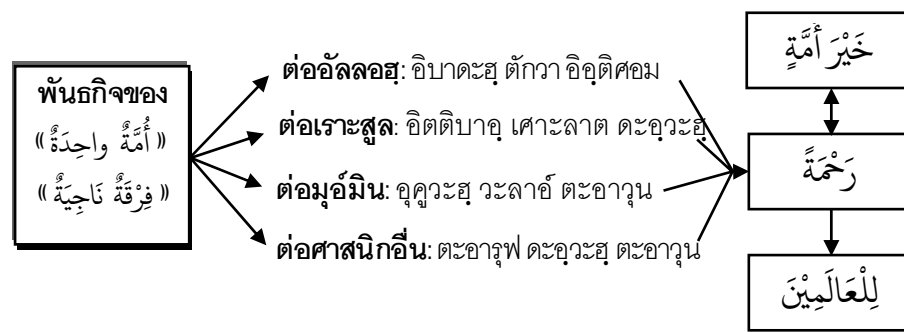 พันธกิจของ
« أُمَّةٌ واحِدَةٌ »
« فِرْقَةٌ نَاجِيَةٌ »
ต่ออัลลอฮฺ: อิบาดะฮฺ ตักวา อิอฺติศอม
ต่อเราะสูล: อิตติบาอฺ เศาะลาต ดะอฺวะฮฺ
ต่อมุอ์มิน: อุคูวะฮฺ วะลาอ์ ตะอาวุน
ต่อศาสนิกอื่น: ตะอารุฟ ดะอฺวะฮฺ ตะอาวุน
خَيْرَ أُمَّةٍ
رَحْمَةً
لِلْعَالَمِيْنَ